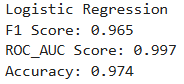 Logistic Regression
F1 Score: 0.965
ROC_AUC Score: 0.997
Accuracy: 0.974